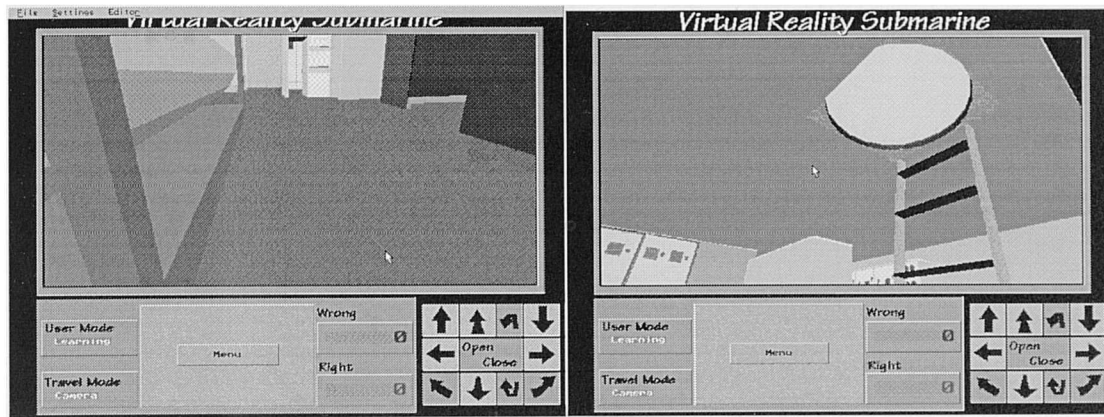 File Settings Editor
Virtual Reality Submarine
User Mode
Learning
Travel Mode
Camera
Menu
Wrong
0
Right
0
Open
Close
Virtual Reality Submarine
User Mode
Learning
Travel Mode
Camera
Menu
Wrong
0
Right
0
Open
Close